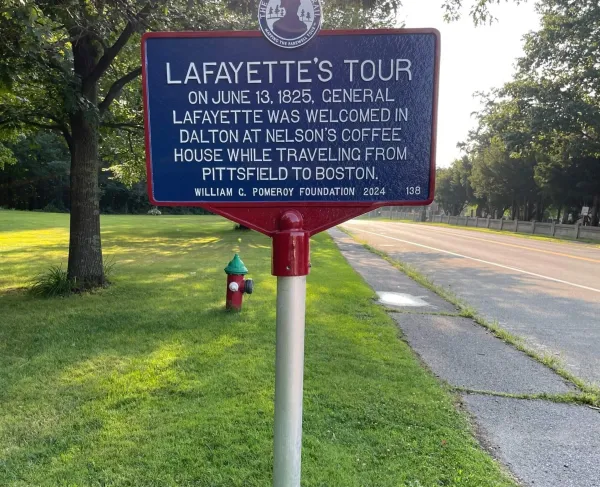 LAFAYETTE'S TOUR
ON JUNE 13, 1825, GENERAL
LAFAYETTE WAS WELCOMED IN
DALTON AT NELSON'S COFFEE
HOUSE WHILE TRAVELING FROM
PITTSFIELD TO BOSTON.
WILLIAM G. POMEROY FOUNDATION 2024 138